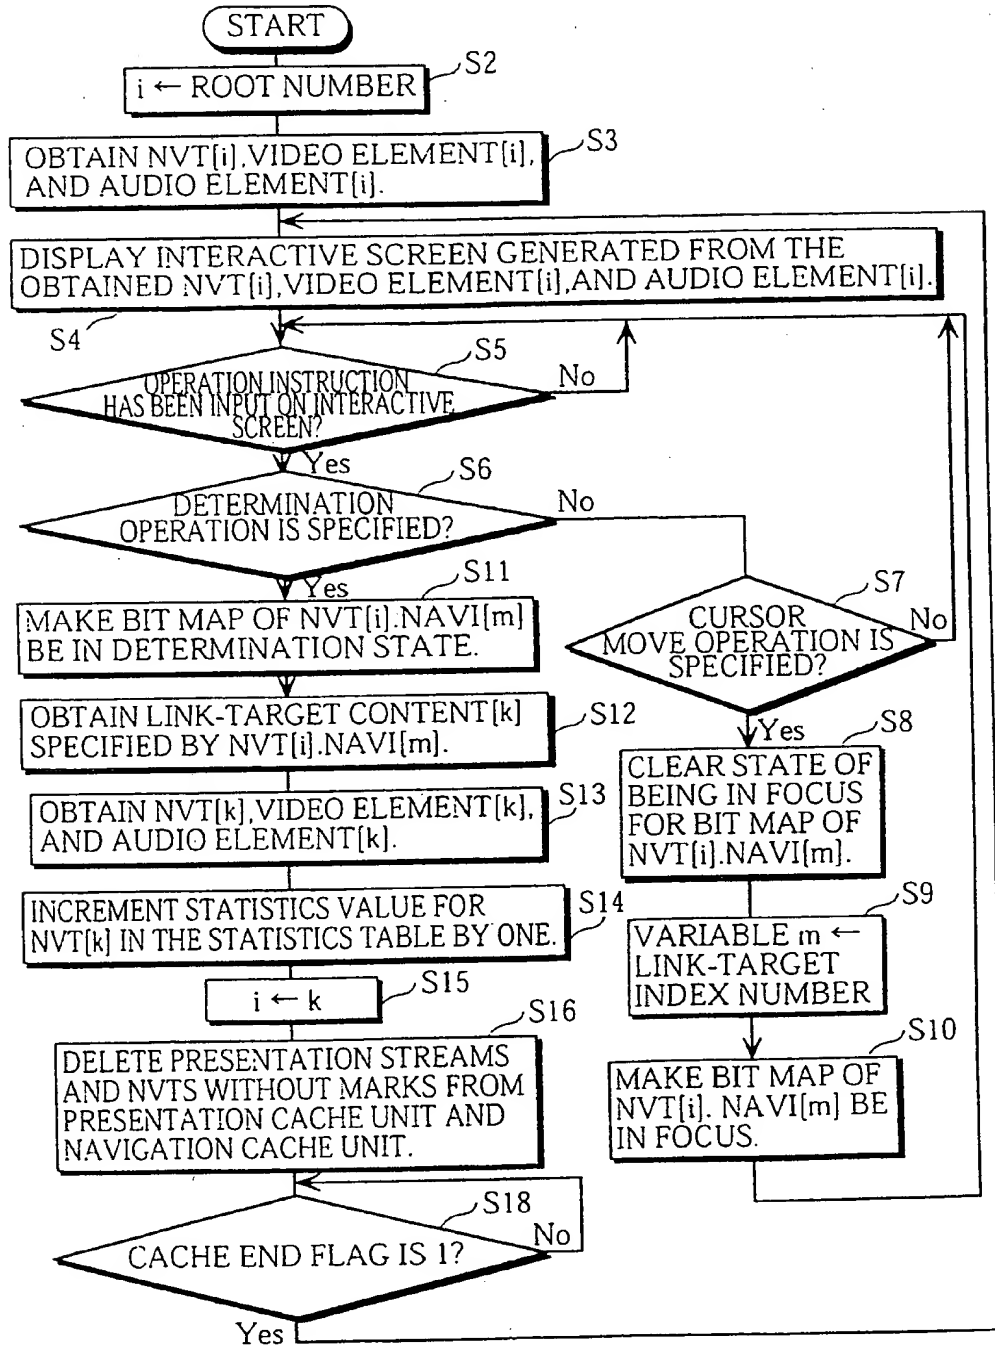 START
S2
i ← ROOT NUMBER
S3
OBTAIN NVT[i],VIDEO ELEMENT[i],
AND AUDIO ELEMENT[i].
DISPLAY INTERACTIVE SCREEN GENERATED FROM THE
OBTAINED NVT[i],VIDEO ELEMENT[i],AND AUDIO ELEMENT[i].
S4
S5
OPERATION INSTRUCTION
HAS BEEN INPUT ON INTERACTIVE
SCREEN?
No
Yes
S6
DETERMINATION
OPERATION IS SPECIFIED?
No
Yes
S7
CURSOR
MOVE OPERATION IS
SPECIFIED?
No
Yes
S11
MAKE BIT MAP OF NVT[i].NAVI[m]
BE IN DETERMINATION STATE.
S12
OBTAIN LINK-TARGET CONTENT[k]
SPECIFIED BY NVT[i].NAVI[m].
S8
CLEAR STATE OF
BEING IN FOCUS
FOR BIT MAP OF
NVT[i].NAVI[m].
S13
OBTAIN NVT[k],VIDEO ELEMENT[k],
AND AUDIO ELEMENT[k].
S14
INCREMENT STATISTICS VALUE FOR
NVT[k] IN THE STATISTICS TABLE BY ONE.
S9
VARIABLE m ←
LINK-TARGET
INDEX NUMBER
S15
i ← k
S16
DELETE PRESENTATION STREAMS
AND NVTS WITHOUT MARKS FROM
PRESENTATION CACHE UNIT AND
NAVIGATION CACHE UNIT.
S10
MAKE BIT MAP OF
NVT[i]. NAVI[m] BE
IN FOCUS.
S18
CACHE END FLAG IS 1?
No
Yes